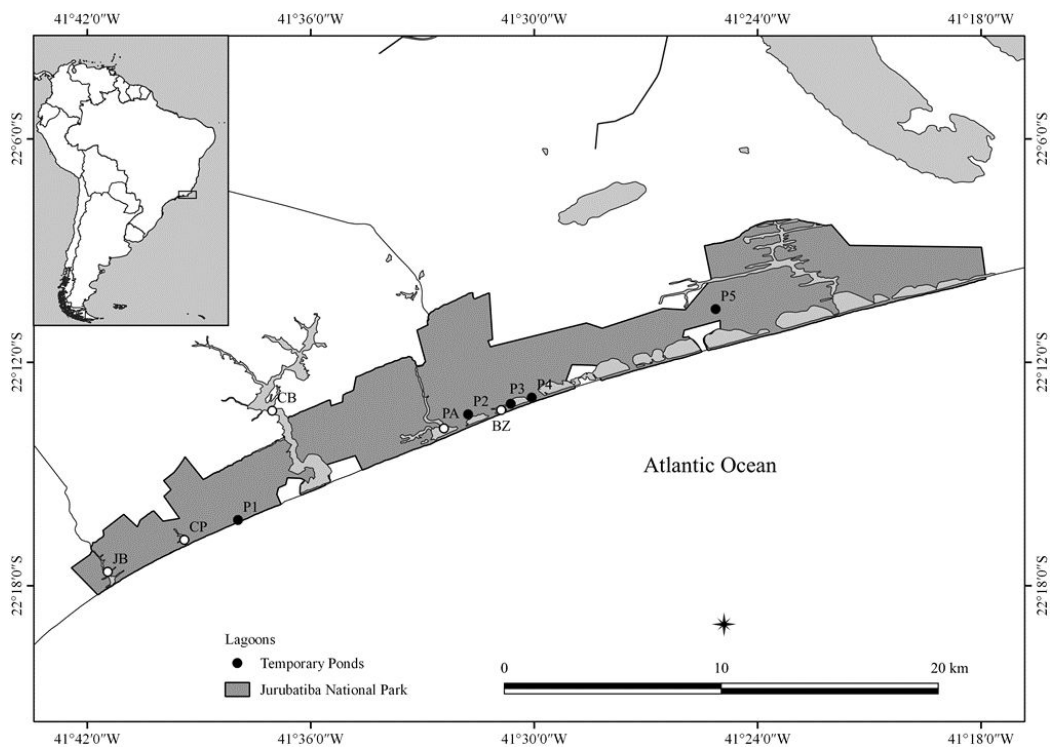 41°42'0"W 41°36'0"W 41°30'0"W 41°24'0"W 41°18'0"W
22°6'0"S 22°6'0"S
P5
22°12'0"S 22°12'0"S
CB
P3 P4
PA P2
BZ
Atlantic Ocean
CP P1
JB
22°18'0"S 22°18'0"S
Lagoons
Temporary Ponds
Jurubatiba National Park
0 10 20 km
41°42'0"W 41°36'0"W 41°30'0"W 41°24'0"W 41°18'0"W